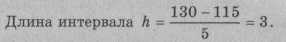 Длина интервала h = (130 − 115)/5 = 3.